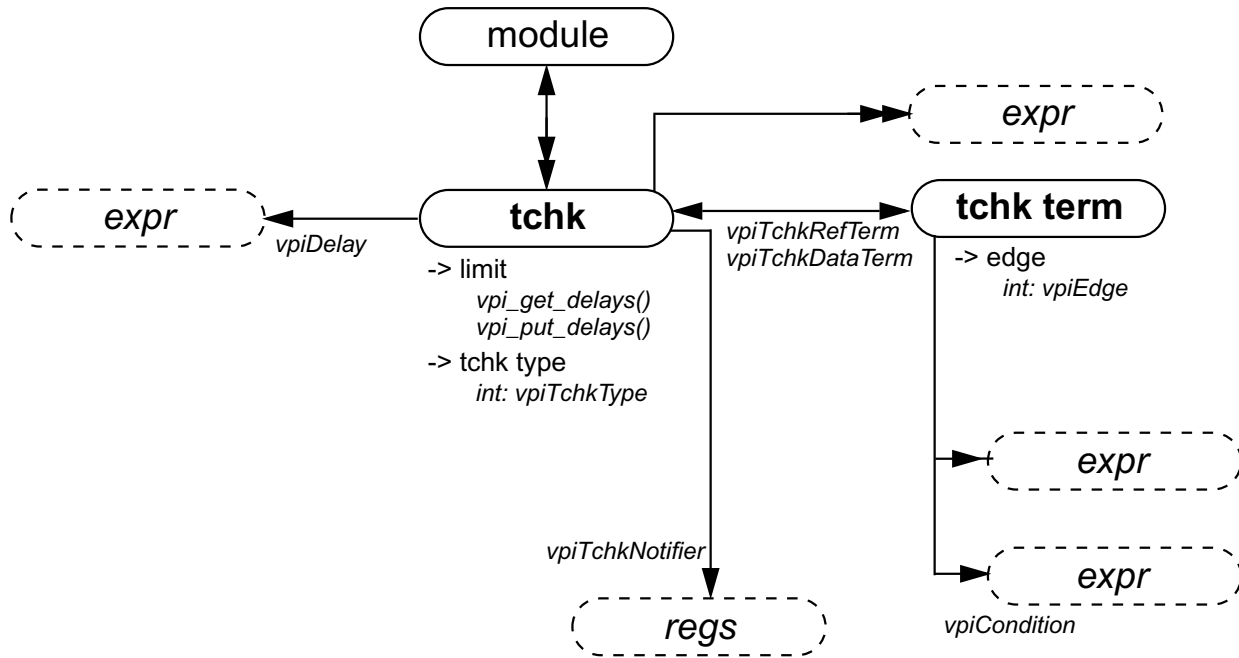 module
expr
expr
vpiDelay
tchk
vpiTchkRefTerm
vpiTchkDataTerm
tchk term
-> limit
vpi_get_delays()
vpi_put_delays()
-> tchk type
int: vpiTchkType
-> edge
int: vpiEdge
expr
vpiTchkNotifier
regs
expr
vpiCondition